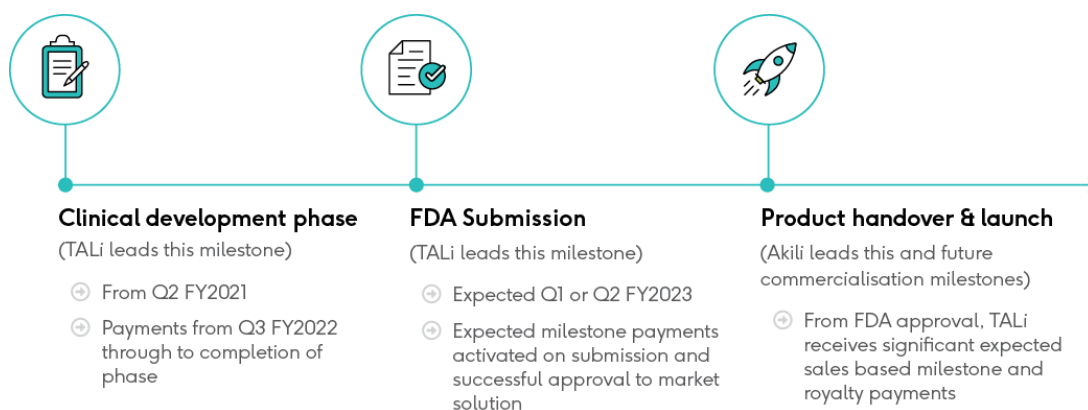 Clinical development phase
(TALi leads this milestone)
From Q2 FY2021
Payments from Q3 FY2022
through to completion of
phase
FDA Submission
(TALi leads this milestone)
Expected Q1 or Q2 FY2023
Expected milestone payments
activated on submission and
successful approval to market
solution
Product handover & launch
(Akili leads this and future
commercialisation milestones)
From FDA approval, TALi
receives significant expected
sales based milestone and
royalty payments